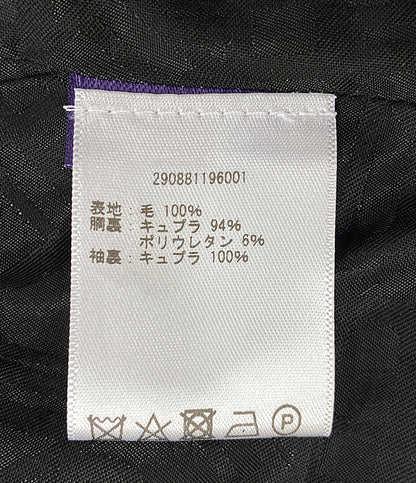 290881196001
表地:毛 100%
胴裏:キュプラ 94%
ポリウレタン 6%
袖裏:キュプラ 100%
P